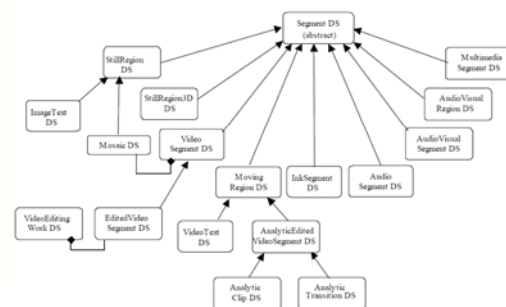 Segment DS
(abstract)
StillRegion
DS
Multimedia
Segment DS
StillRegion3D
DS
AudioVisual
Region DS
ImageText
DS
Mosaic DS
Video
Segment DS
AudioVisual
Segment DS
Moving
Region DS
InkSegment
DS
Audio
Segment DS
VideoEditing
Work DS
EditedVideo
Segment DS
VideoText
DS
AnalyticEdited
VideoSegment DS
Analytic
Clip DS
Analytic
Transition DS